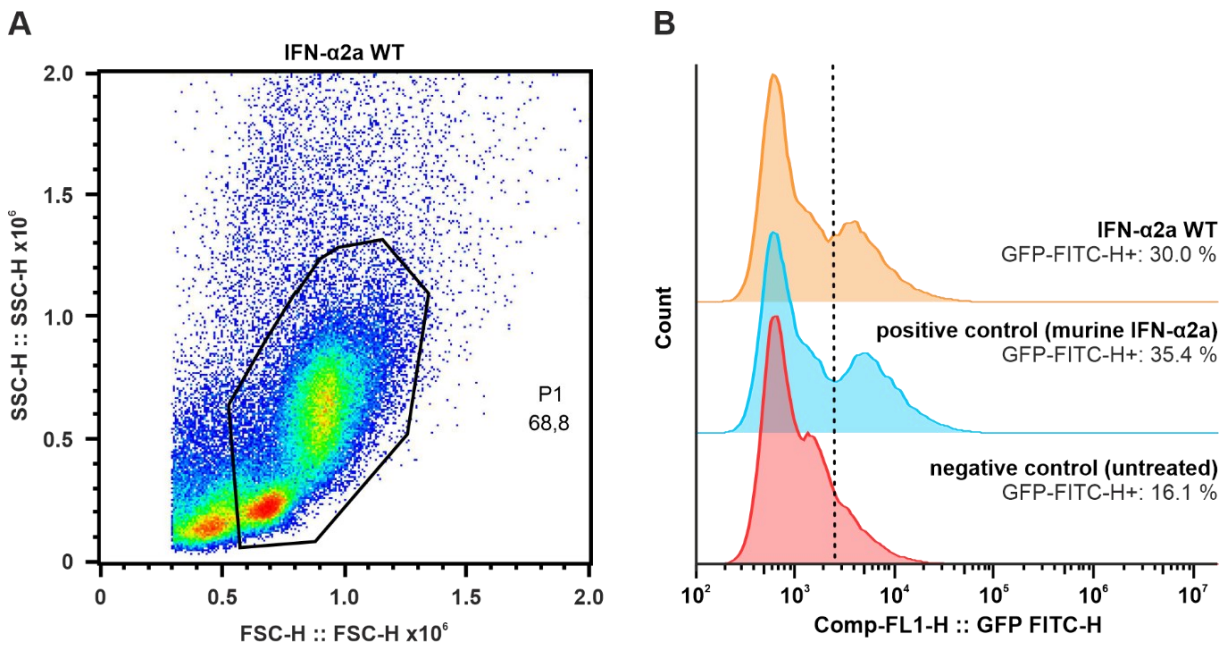 A
IFN-α2a WT
2.0
1.5
1.0
0.5
0
SSC-H :: SSC-H x10⁶
P1
68,8
0
0.5
1.0
1.5
2.0
FSC-H :: FSC-H x10⁶
B
Count
IFN-α2a WT
GFP-FITC-H+: 30.0 %
positive control (murine IFN-α2a)
GFP-FITC-H+: 35.4 %
negative control (untreated)
GFP-FITC-H+: 16.1 %
10²
10³
10⁴
10⁵
10⁶
10⁷
Comp-FL1-H :: GFP FITC-H